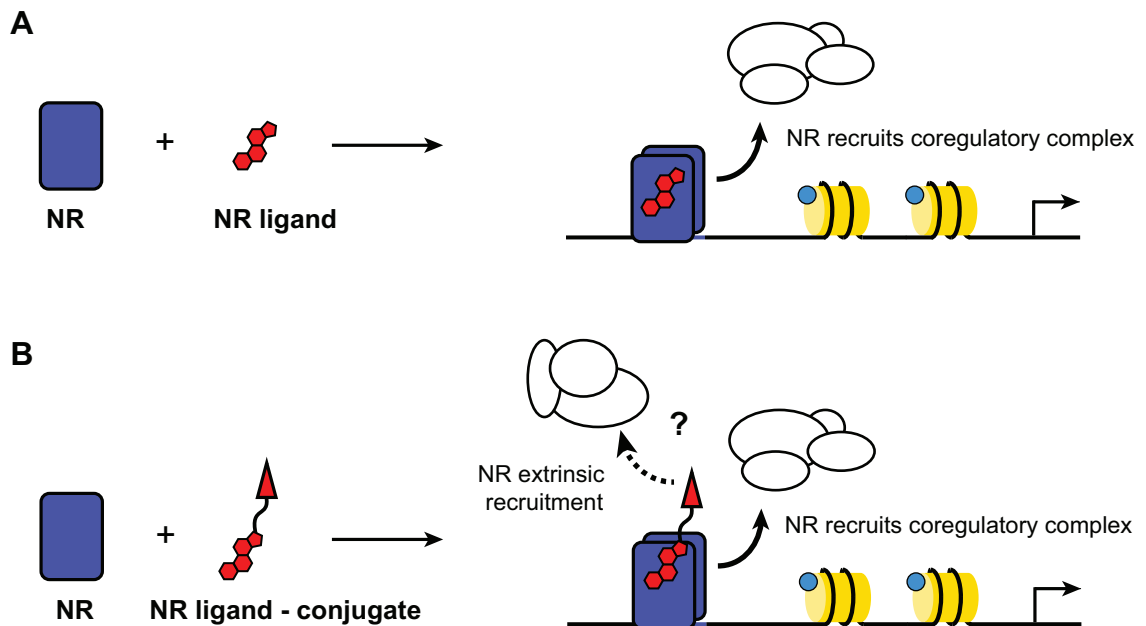 A
+
NR recruits coregulatory complex
NR
NR ligand
B
?
NR extrinsic
recruitment
+
NR recruits coregulatory complex
NR
NR ligand - conjugate